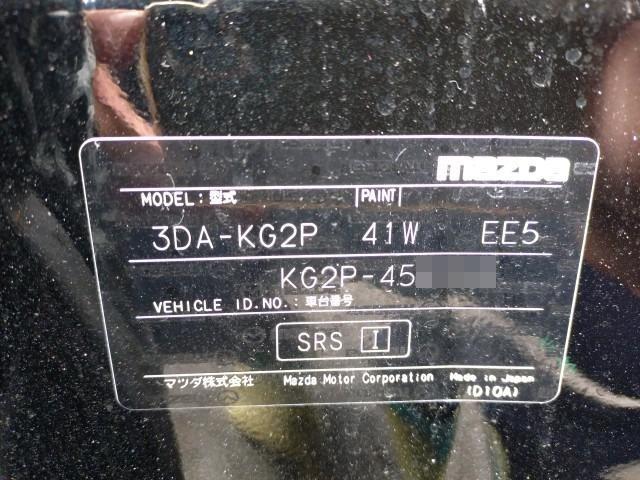 mazda
MODEL:型式 PAINT
3DA-KG2P 41W EE5
KG2P-45
VEHICLE ID.NO.:車台番号
SRS I
マツダ株式会社 Mazda Motor Corporation Made in Japan
(D10A)